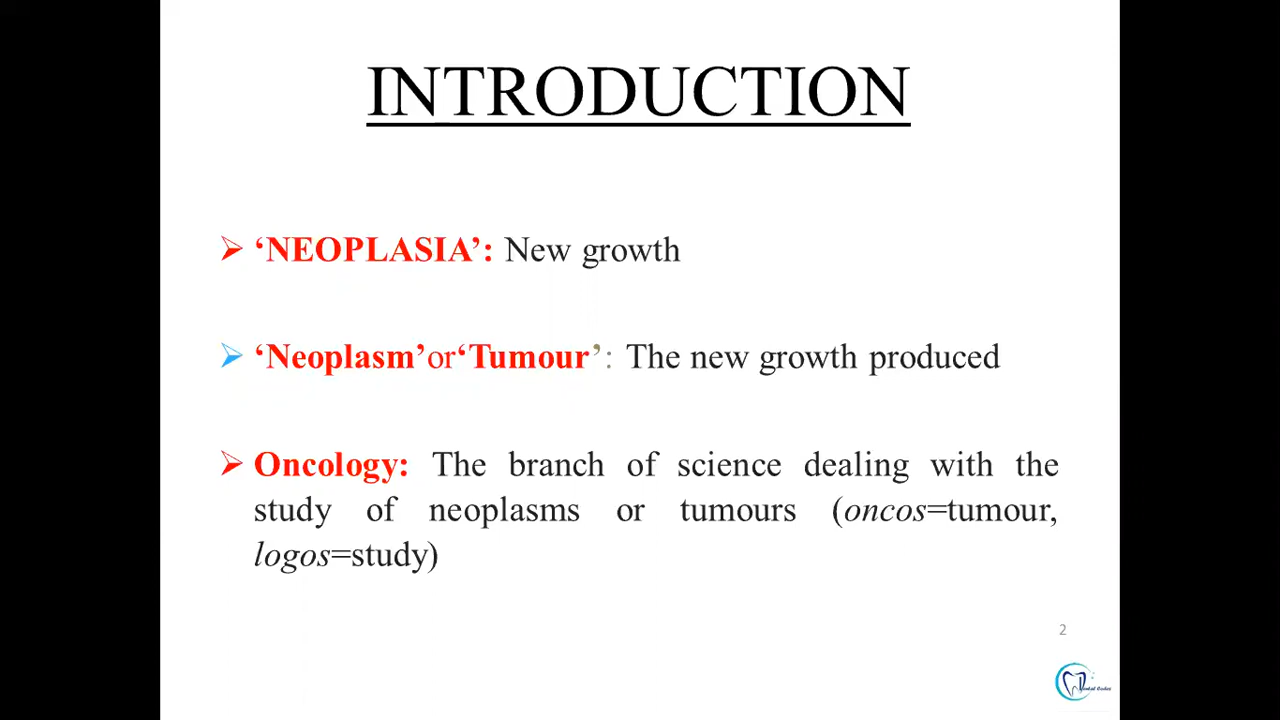 INTRODUCTION
➢ ‘NEOPLASIA’: New growth
➢ ‘Neoplasm’or‘Tumour’: The new growth produced
➢ Oncology: The branch of science dealing with the
study of neoplasms or tumours (oncos=tumour,
logos=study)
2